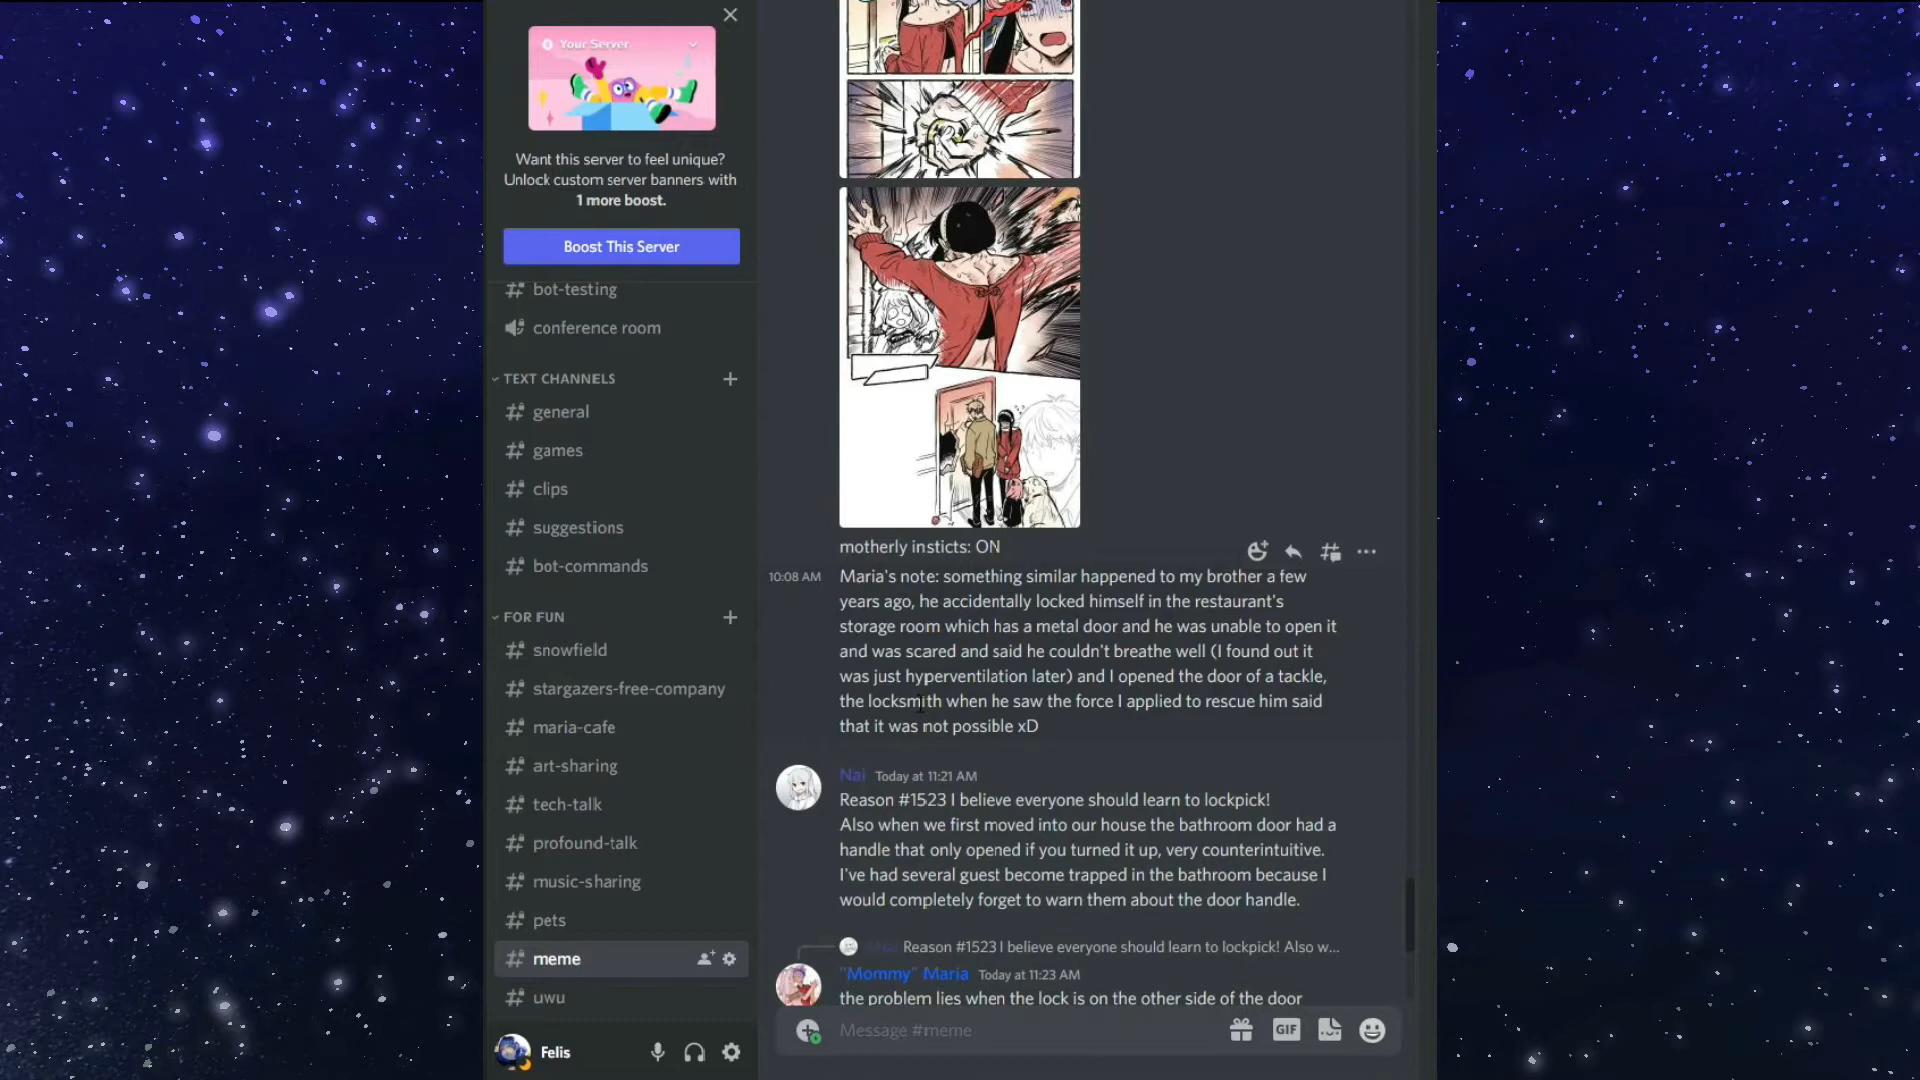 Your Server
Want this server to feel unique?
Unlock custom server banners with
1 more boost.
Boost This Server
bot-testing
conference room
TEXT CHANNELS
general
games
clips
suggestions
bot-commands
FOR FUN
snowfield
stargazers-free-company
maria-cafe
art-sharing
tech-talk
profound-talk
music-sharing
pets
meme
uwu
Felis
motherly insticts: ON
10:08 AM
Maria's note: something similar happened to my brother a few
years ago, he accidentally locked himself in the restaurant's
storage room which has a metal door and he was unable to open it
and was scared and said he couldn't breathe well (I found out it
was just hyperventilation later) and I opened the door of a tackle,
the locksmith when he saw the force I applied to rescue him said
that it was not possible xD
Nai Today at 11:21 AM
Reason #1523 I believe everyone should learn to lockpick!
Also when we first moved into our house the bathroom door had a
handle that only opened if you turned it up, very counterintuitive.
I've had several guest become trapped in the bathroom because I
would completely forget to warn them about the door handle.
Reason #1523 I believe everyone should learn to lockpick! Also w...
"Mommy" Maria Today at 11:23 AM
the problem lies when the lock is on the other side of the door
Message #meme
GIF